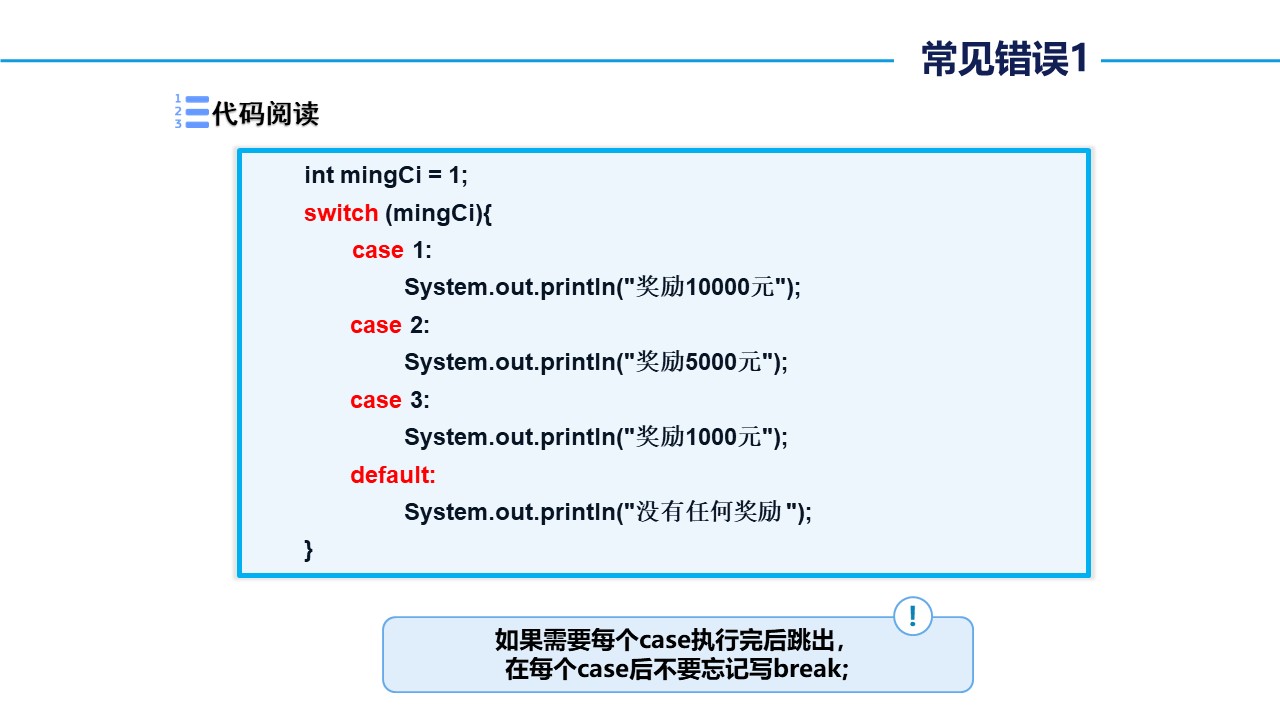 常见错误1
1
2
3
代码阅读
int mingCi = 1;
switch (mingCi){
case 1:
System.out.println("奖励10000元");
case 2:
System.out.println("奖励5000元");
case 3:
System.out.println("奖励1000元");
default:
System.out.println("没有任何奖励 ");
}
!
如果需要每个case执行完后跳出，
在每个case后不要忘记写break;